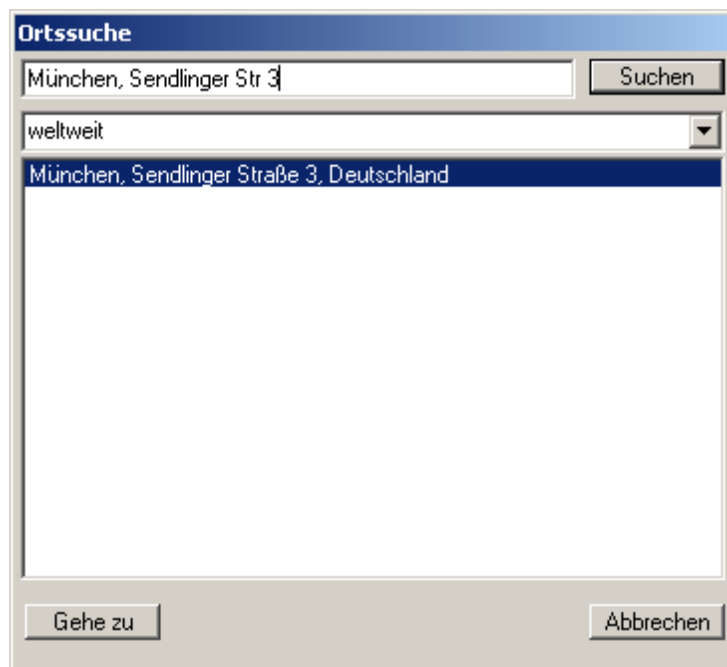 Ortssuche
München, Sendlinger Str 3
Suchen
weltweit
München, Sendlinger Straße 3, Deutschland
Gehe zu
Abbrechen